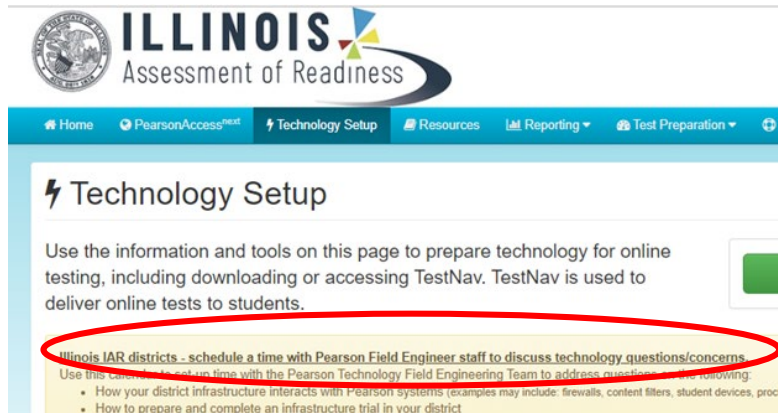 ILLINOIS
Assessment of Readiness
Home PearsonAccessnext Technology Setup Resources Reporting Test Preparation
Technology Setup
Use the information and tools on this page to prepare technology for online
testing, including downloading or accessing TestNav. TestNav is used to
deliver online tests to students.
Illinois IAR districts - schedule a time with Pearson Field Engineer staff to discuss technology questions/concerns.
Use this calendar to set-up time with the Pearson Technology Field Engineering Team to address questions on the following:
• How your district infrastructure interacts with Pearson systems (examples may include: firewalls, content filters, student devices, proc
• How to prepare and complete an infrastructure trial in your district